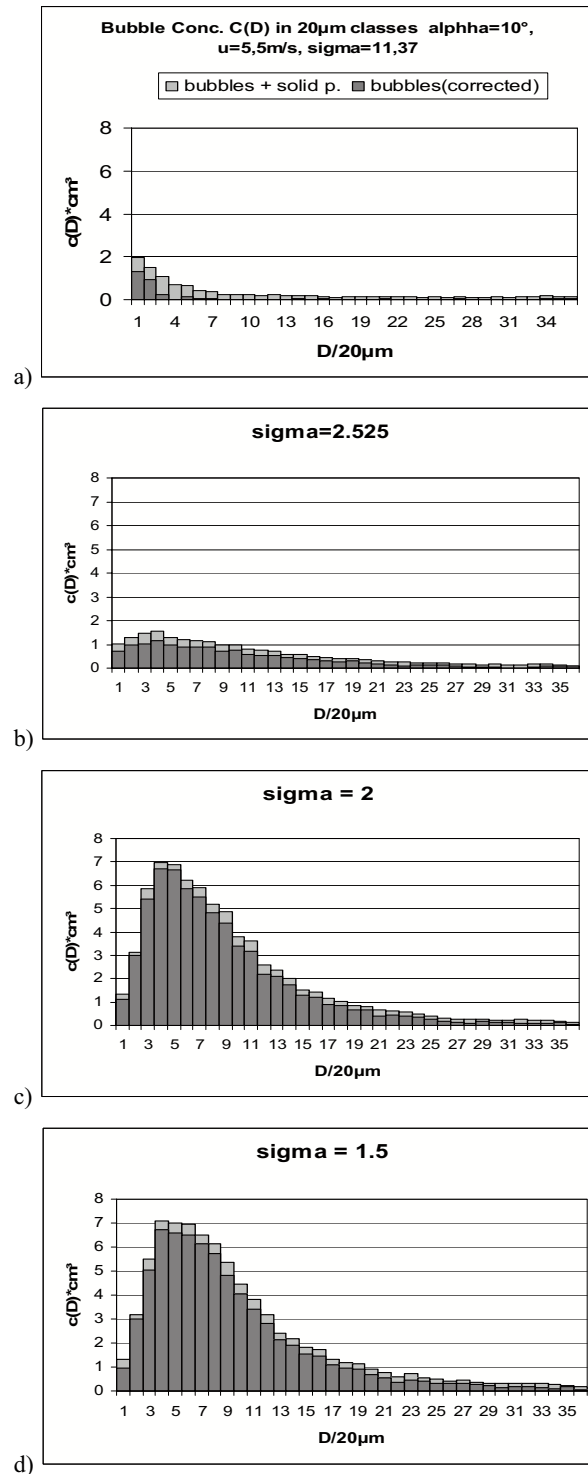 Bubble Conc. C(D) in 20µm classes alphha=10°,
u=5,5m/s, sigma=11,37
bubbles + solid p. bubbles(corrected)
8
6
4
2
0
c(D)*cm³
1 4 7 10 13 16 19 22 25 28 31 34
D/20µm
a)
sigma=2.525
8
7
6
5
4
3
2
1
0
c(D)*cm³
1 3 5 7 9 11 13 15 17 19 21 23 25 27 29 31 33 35
D/20µm
b)
sigma = 2
8
7
6
5
4
3
2
1
0
c(D)*cm³
1 3 5 7 9 11 13 15 17 19 21 23 25 27 29 31 33 35
D/20µm
c)
sigma = 1.5
8
7
6
5
4
3
2
1
0
c(D)*cm³
1 3 5 7 9 11 13 15 17 19 21 23 25 27 29 31 33 35
D/20µm
d)